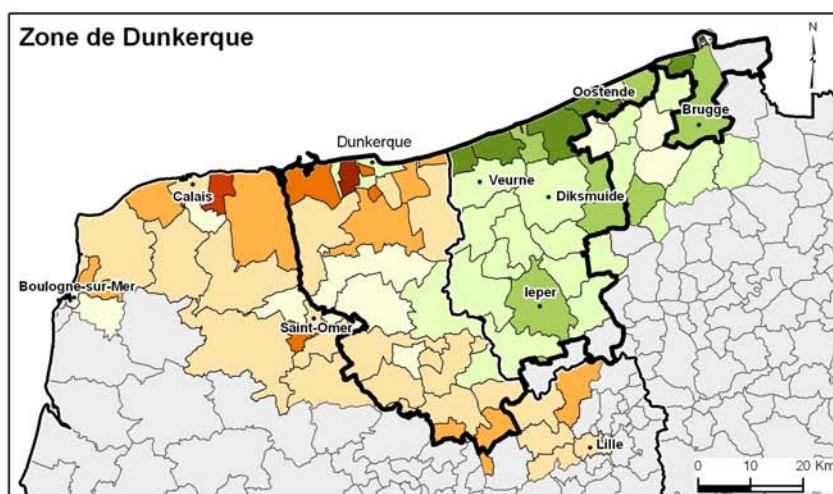 Zone de Dunkerque
N
Oostende
Brugge
Dunkerque
Calais
Veurne
Diksmuide
Boulogne-sur-Mer
Ieper
Saint-Omer
Lille
0 10 20 Km